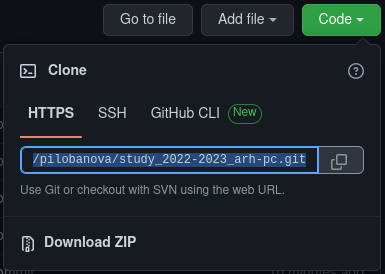 Go to file Add file Code
Clone
HTTPS SSH GitHub CLI New
/pilobanova/study_2022-2023_arh-pc.git
Use Git or checkout with SVN using the web URL.
Download ZIP